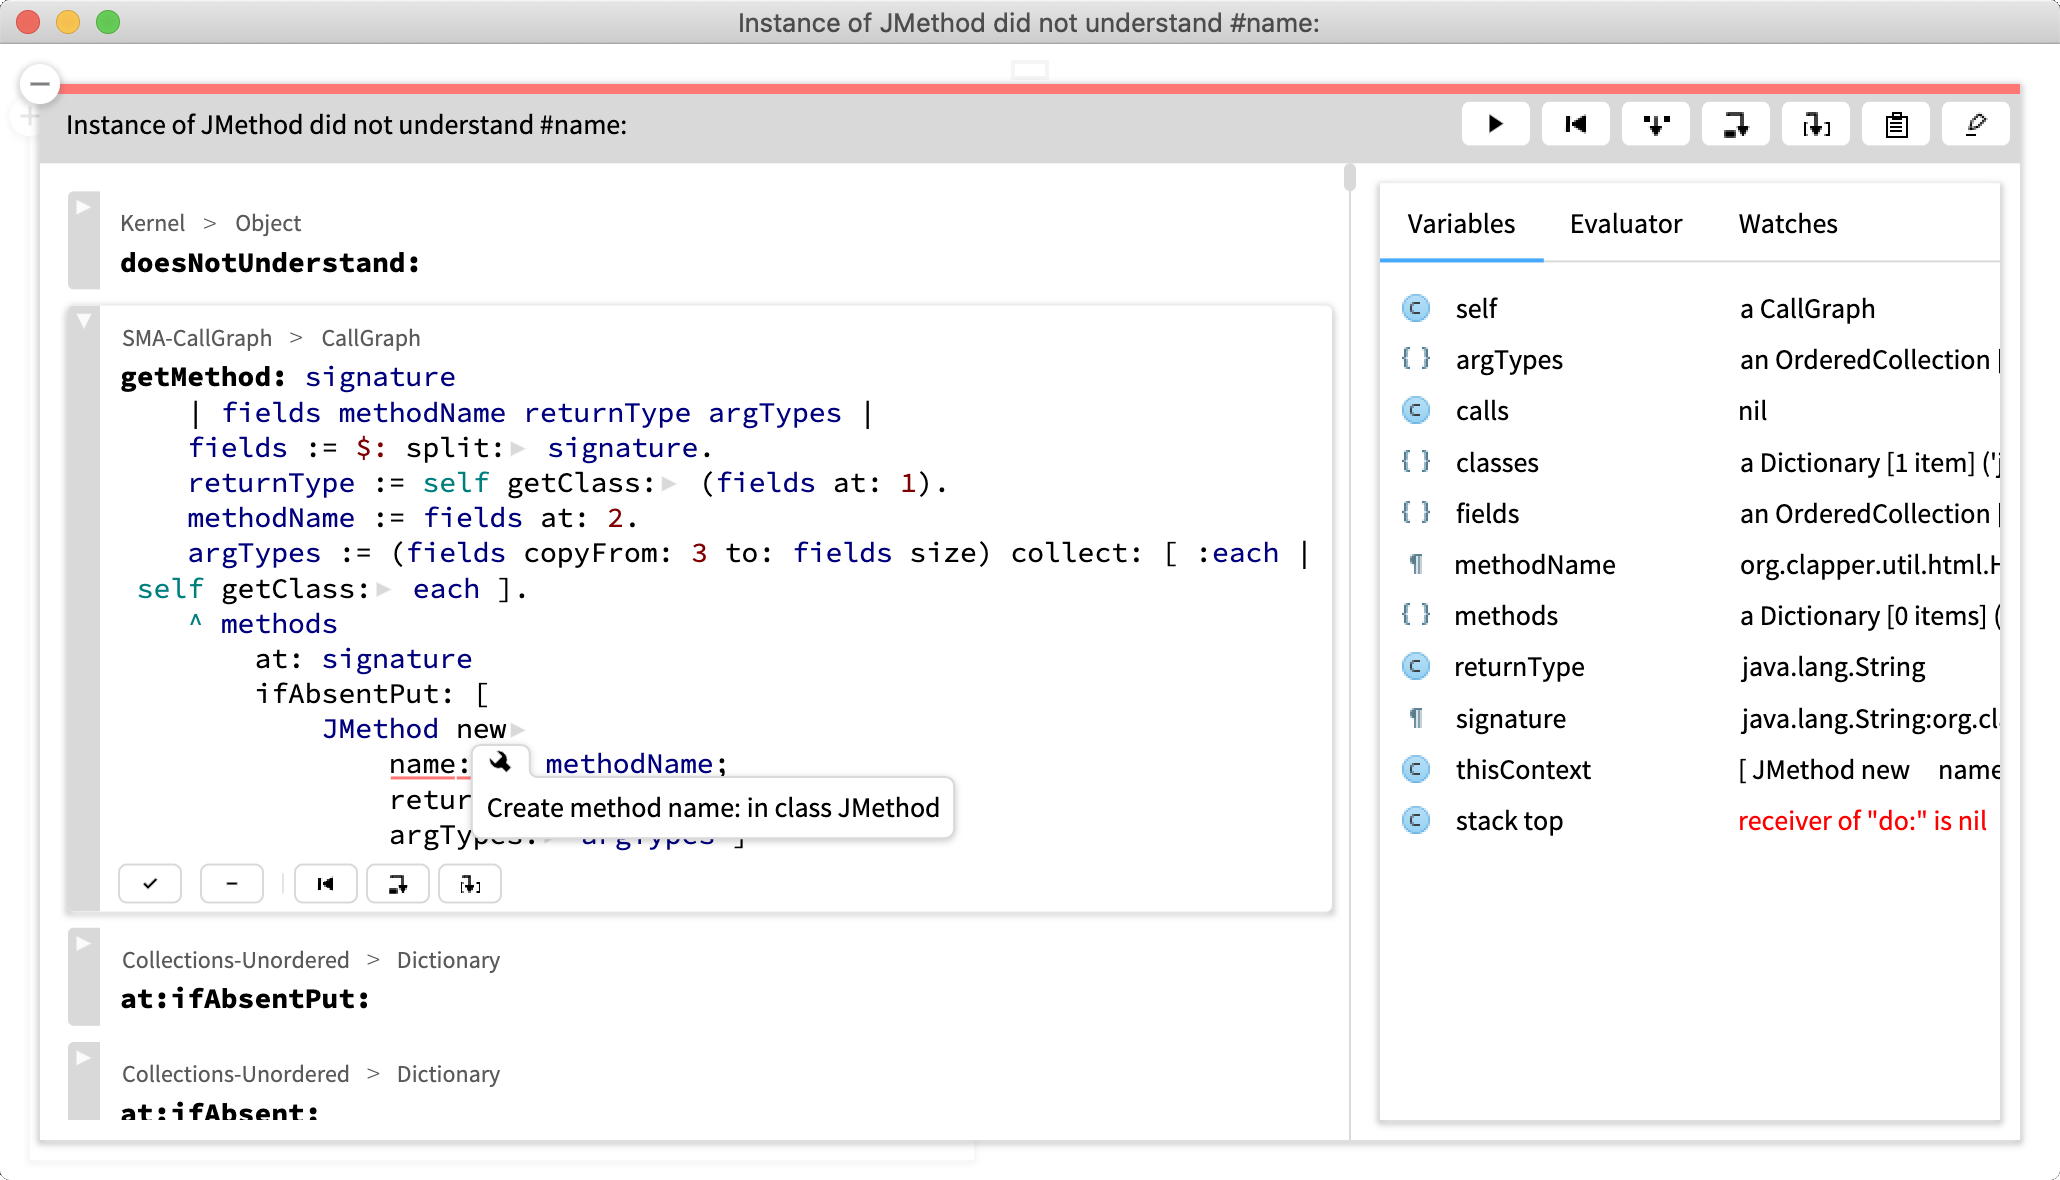 Instance of JMethod did not understand #name:
Instance of JMethod did not understand #name:
Kernel > Object
doesNotUnderstand:
SMA-CallGraph > CallGraph
getMethod: signature
| fields methodName returnType argTypes |
fields := $: split: signature.
returnType := self getClass: (fields at: 1).
methodName := fields at: 2.
argTypes := (fields copyFrom: 3 to: fields size) collect: [ :each |
self getClass: each ].
^ methods
at: signature
ifAbsentPut: [
JMethod new
name: methodName;
retur
Create method name: in class JMethod
argTypes: argTypes ]
Collections-Unordered > Dictionary
at:ifAbsentPut:
Collections-Unordered > Dictionary
at:ifAbsent:
Variables Evaluator Watches
self a CallGraph
argTypes an OrderedCollection [
calls nil
classes a Dictionary [1 item] ('j
fields an OrderedCollection [
methodName org.clapper.util.html.H
methods a Dictionary [0 items] (
returnType java.lang.String
signature java.lang.String:org.cl
thisContext [ JMethod new name
stack top receiver of "do:" is nil